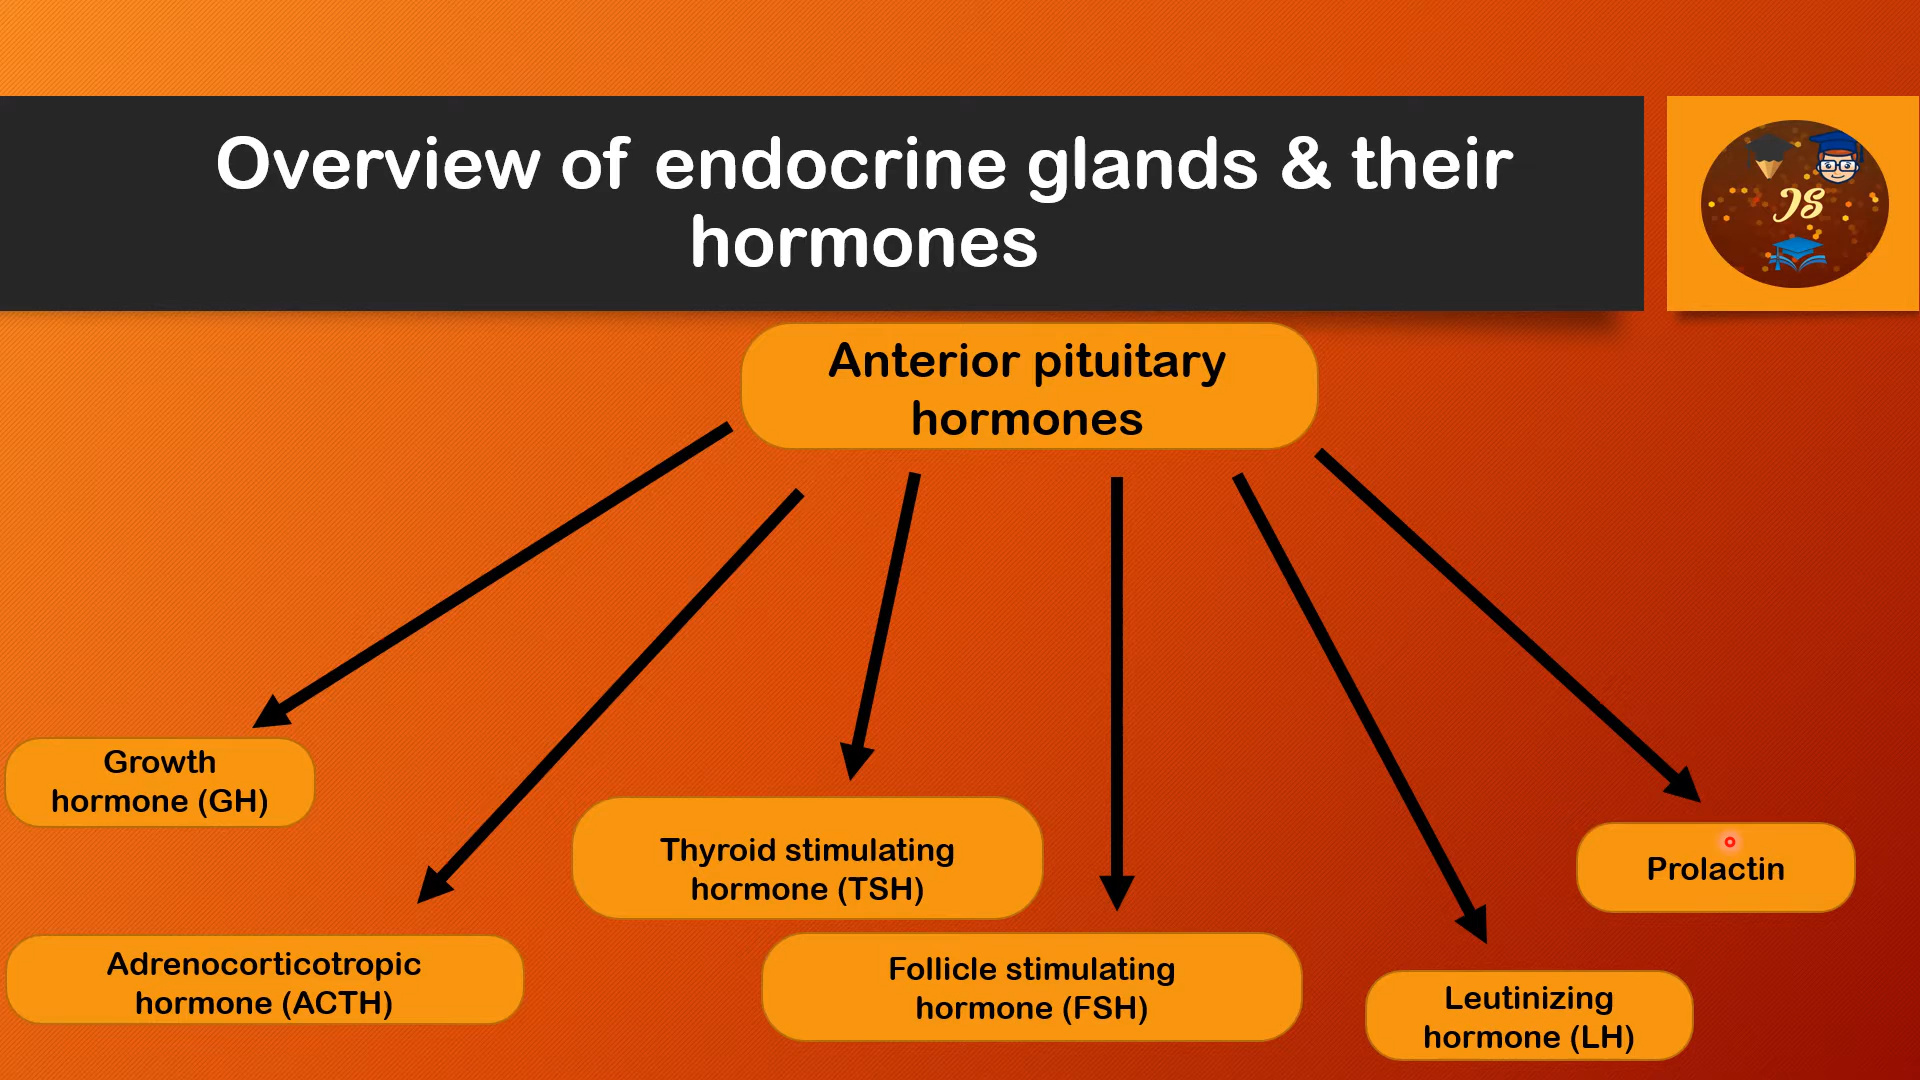 Overview of endocrine glands & their
hormones
JS
Anterior pituitary
hormones
Growth
hormone (GH)
Adrenocorticotropic
hormone (ACTH)
Thyroid stimulating
hormone (TSH)
Follicle stimulating
hormone (FSH)
Leutinizing
hormone (LH)
Prolactin